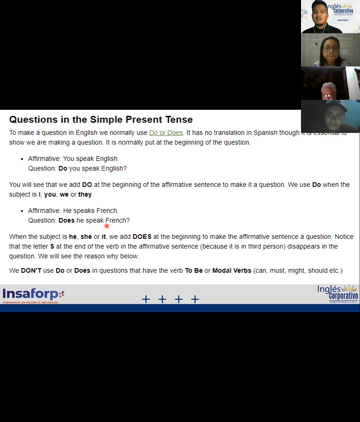 Inglés
Corporativo
Questions in the Simple Present Tense
To make a question in English we normally use Do or Does. It has no translation in Spanish though it is essential to
show we are making a question. It is normally put at the beginning of the question.
• Affirmative: You speak English.
Question: Do you speak English?
You will see that we add DO at the beginning of the affirmative sentence to make it a question. We use Do when the
subject is I, you, we or they.
• Affirmative: He speaks French.
Question: Does he speak French?
When the subject is he, she or it, we add DOES at the beginning to make the affirmative sentence a question. Notice
that the letter S at the end of the verb in the affirmative sentence (because it is in third person) disappears in the
question. We will see the reason why below.
We DON'T use Do or Does in questions that have the verb To Be or Modal Verbs (can, must, might, should etc.)
Insaforp
++++
Inglés
Corporativo